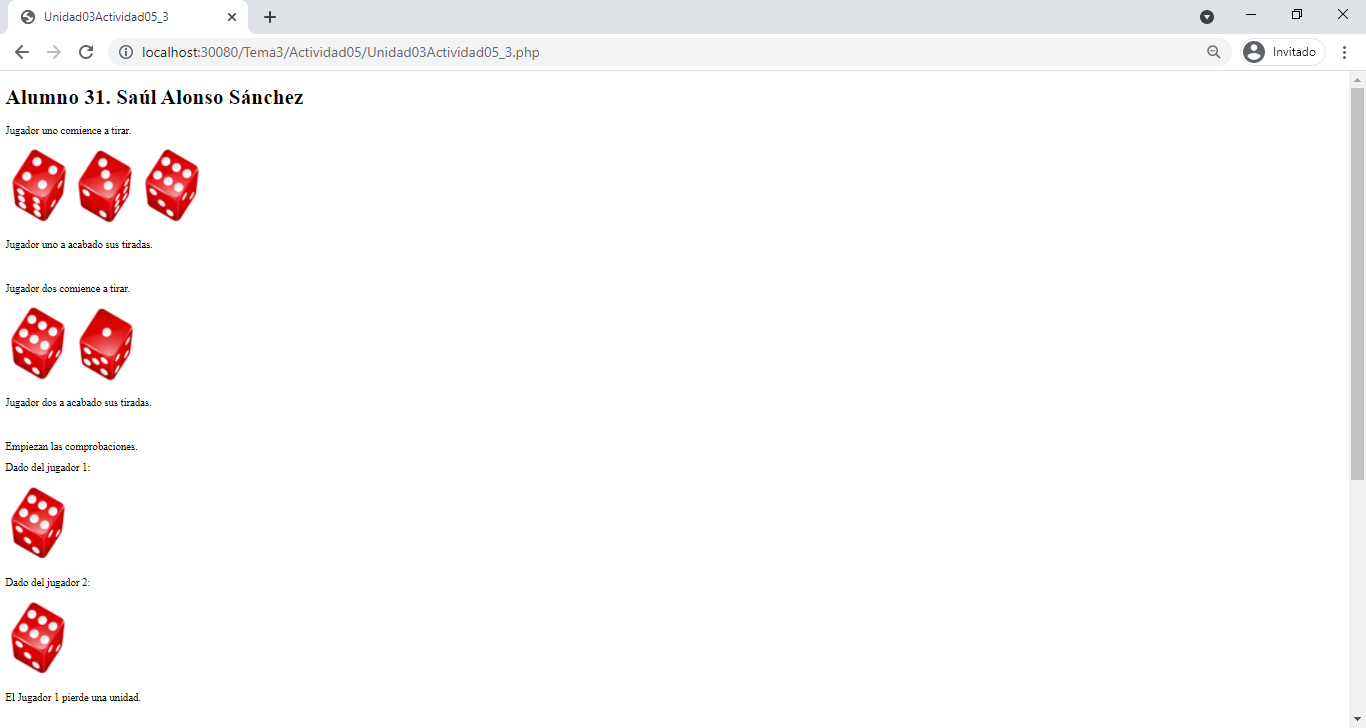 Unidad03Actividad05_3
localhost:30080/Tema3/Actividad05/Unidad03Actividad05_3.php
Invitado
Alumno 31. Saúl Alonso Sánchez
Jugador uno comience a tirar.
Jugador uno a acabado sus tiradas.
Jugador dos comience a tirar.
Jugador dos a acabado sus tiradas.
Empiezan las comprobaciones.
Dado del jugador 1:
Dado del jugador 2:
El Jugador 1 pierde una unidad.